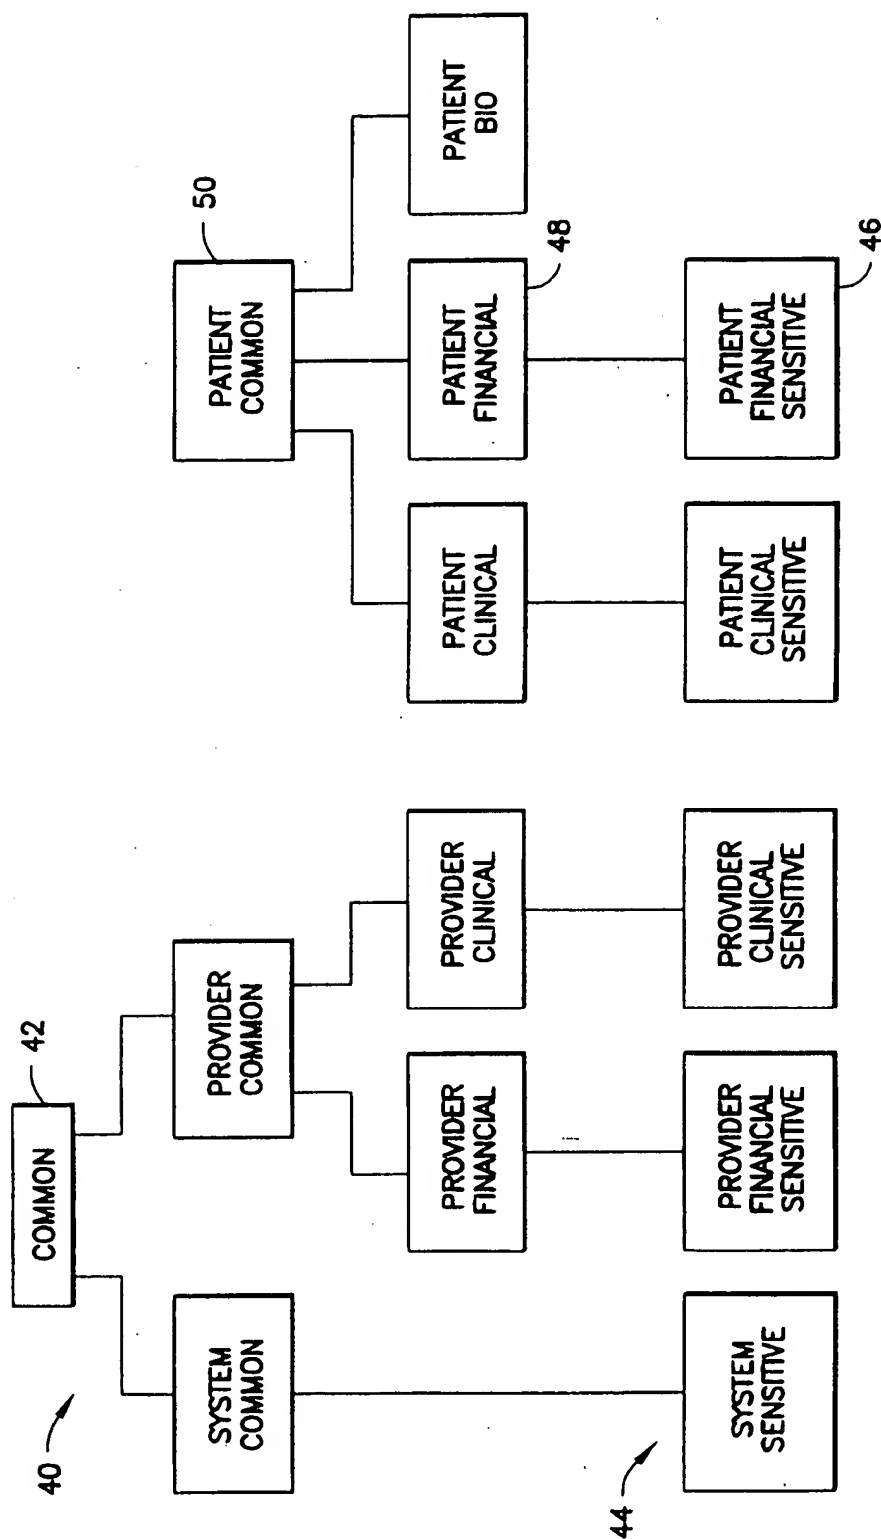 40
COMMON
42
SYSTEM
COMMON
PROVIDER
COMMON
PATIENT
COMMON
50
PROVIDER
FINANCIAL
PROVIDER
CLINICAL
PATIENT
CLINICAL
PATIENT
FINANCIAL
48
PATIENT
BIO
44
SYSTEM
SENSITIVE
PROVIDER
FINANCIAL
SENSITIVE
PROVIDER
CLINICAL
SENSITIVE
PATIENT
CLINICAL
SENSITIVE
PATIENT
FINANCIAL
SENSITIVE
46